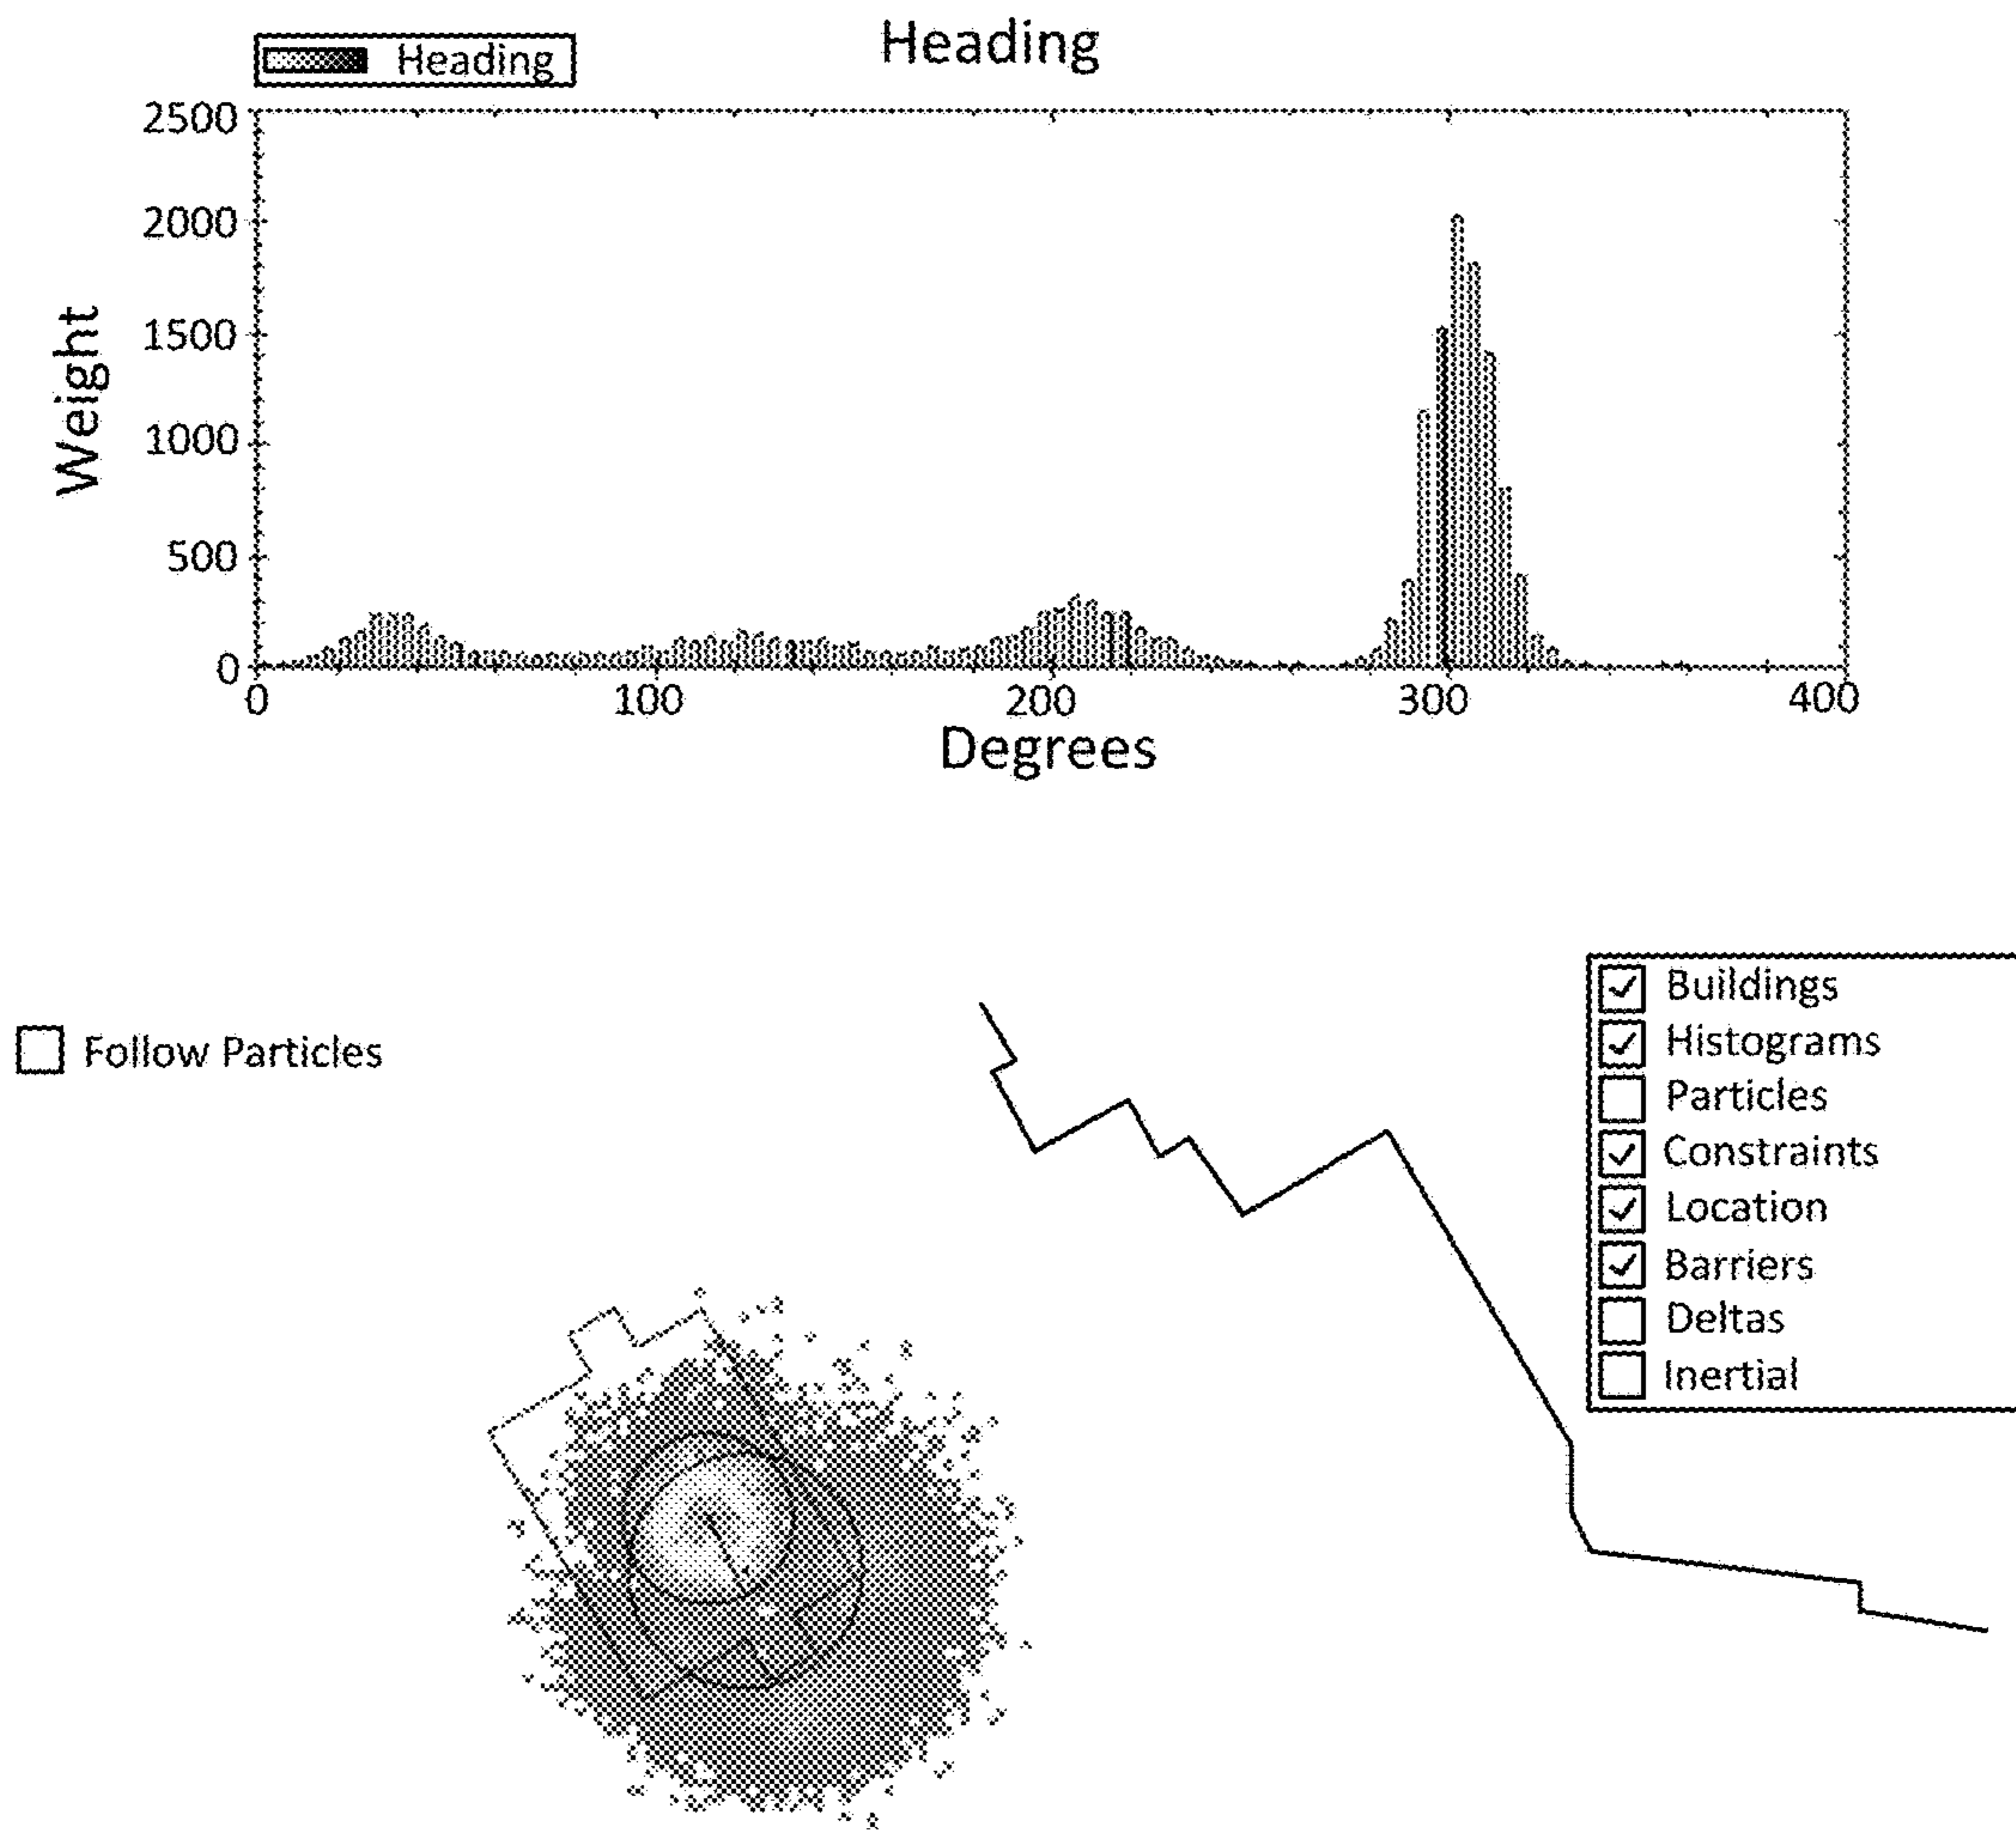 Heading
Heading
2500
2000
1500
1000
500
0
Weight
0 100 200 300 400
Degrees
Follow Particles
Buildings
Histograms
Particles
Constraints
Location
Barriers
Deltas
Inertial